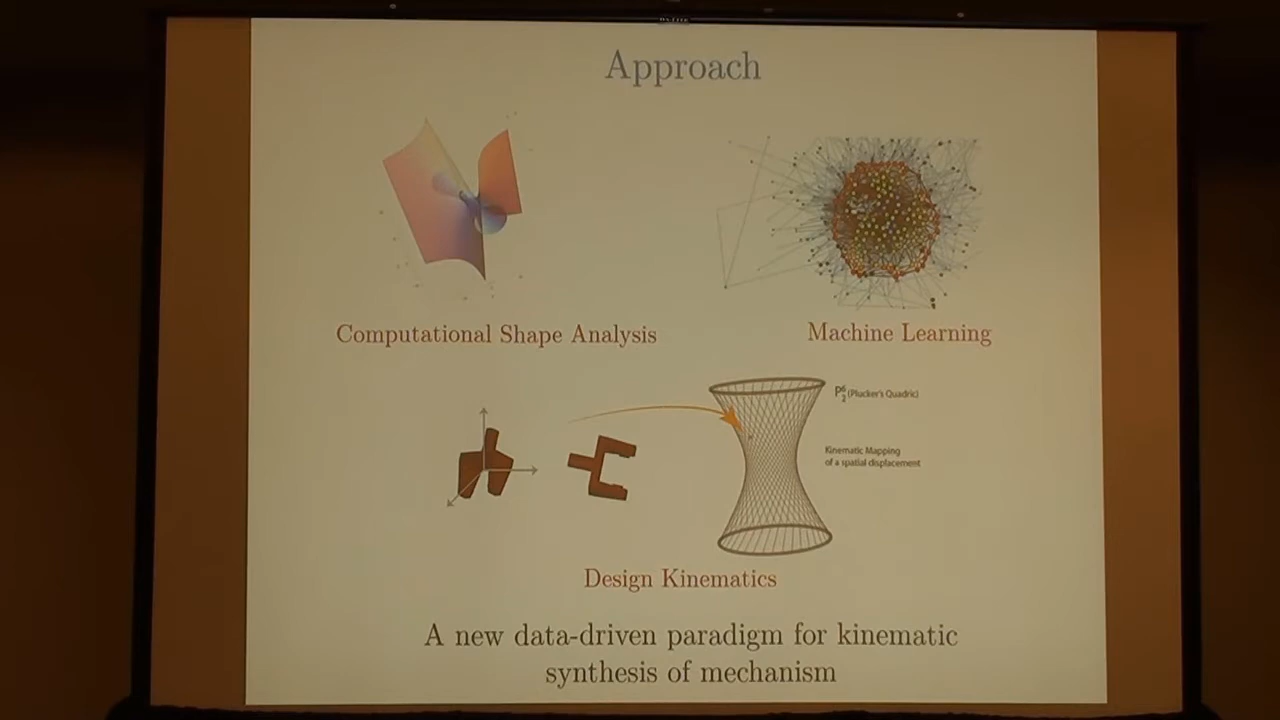 Approach
Computational Shape Analysis
Machine Learning
P⁶₂ (Plucker's Quadric)
Kinematic Mapping
of a spatial displacement
Design Kinematics
A new data-driven paradigm for kinematic
synthesis of mechanism